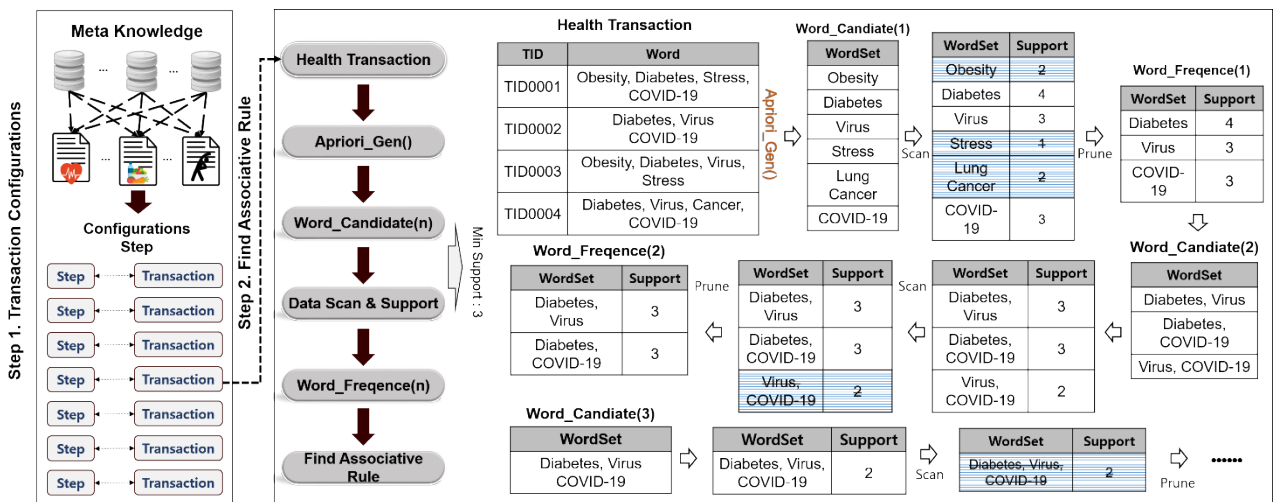 Step 1. Transaction Configurations
Meta Knowledge
...
...
...
...
Configurations
Step
Step
Transaction
Step
Transaction
Step
Transaction
Step
Transaction
Step
Transaction
Step
Transaction
Step
Transaction
Step 2. Find Associative Rule
Health Transaction
Apriori_Gen()
Word_Candidate(n)
Data Scan & Support
Word_Freqence(n)
Find Associative
Rule
Min Support : 3
Health Transaction
TID
Word
TID0001
Obesity, Diabetes, Stress,
COVID-19
TID0002
Diabetes, Virus
COVID-19
TID0003
Obesity, Diabetes, Virus,
Stress
TID0004
Diabetes, Virus, Cancer,
COVID-19
Apriori_Gen()
Word_Candiate(1)
WordSet
Obesity
Diabetes
Virus
Stress
Lung
Cancer
COVID-19
Scan
WordSet
Support
Obesity
2
Diabetes
4
Virus
3
Stress
1
Lung
Cancer
2
COVID-
19
3
Prune
Word_Freqence(1)
WordSet
Support
Diabetes
4
Virus
3
COVID-
19
3
Word_Candiate(2)
WordSet
Diabetes, Virus
Diabetes,
COVID-19
Virus, COVID-19
WordSet
Support
Diabetes,
Virus
3
Diabetes,
COVID-19
3
Virus,
COVID-19
2
Scan
WordSet
Support
Diabetes,
Virus
3
Diabetes,
COVID-19
3
Virus,
COVID-19
2
Prune
Word_Freqence(2)
WordSet
Support
Diabetes,
Virus
3
Diabetes,
COVID-19
3
Word_Candiate(3)
WordSet
Diabetes, Virus
COVID-19
WordSet
Support
Diabetes, Virus,
COVID-19
2
Scan
WordSet
Support
Diabetes, Virus,
COVID-19
2
Prune
······